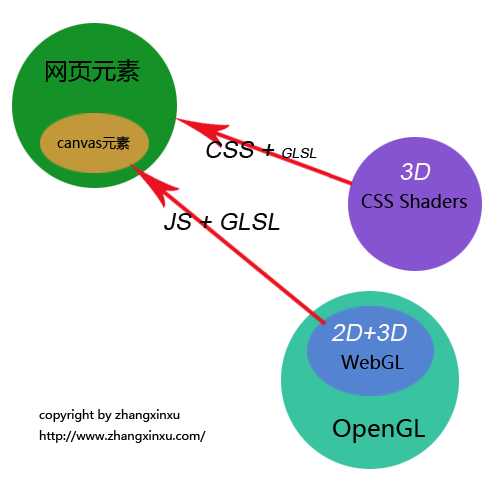 网页元素
canvas元素
CSS + GLSL
3D
CSS Shaders
JS + GLSL
2D+3D
WebGL
OpenGL
copyright by zhangxinxu
http://www.zhangxinxu.com/